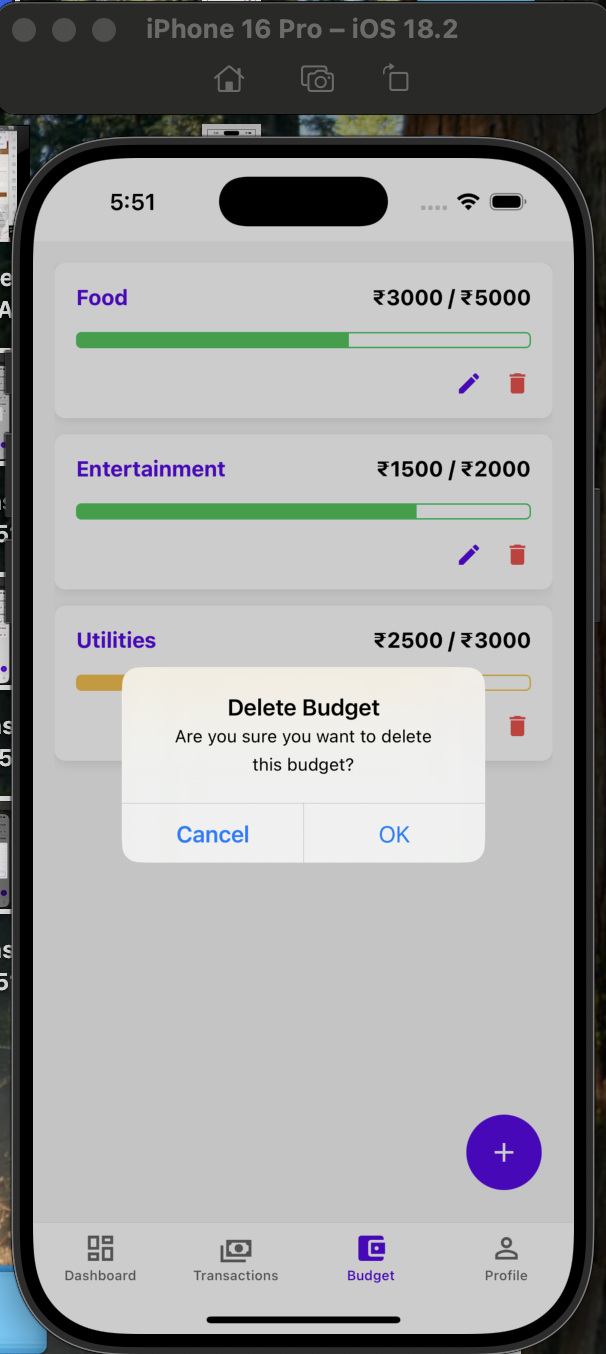 iPhone 16 Pro – iOS 18.2
5:51
Food ₹3000 / ₹5000
Entertainment ₹1500 / ₹2000
Utilities ₹2500 / ₹3000
Delete Budget
Are you sure you want to delete
this budget?
Cancel OK
Dashboard Transactions Budget Profile